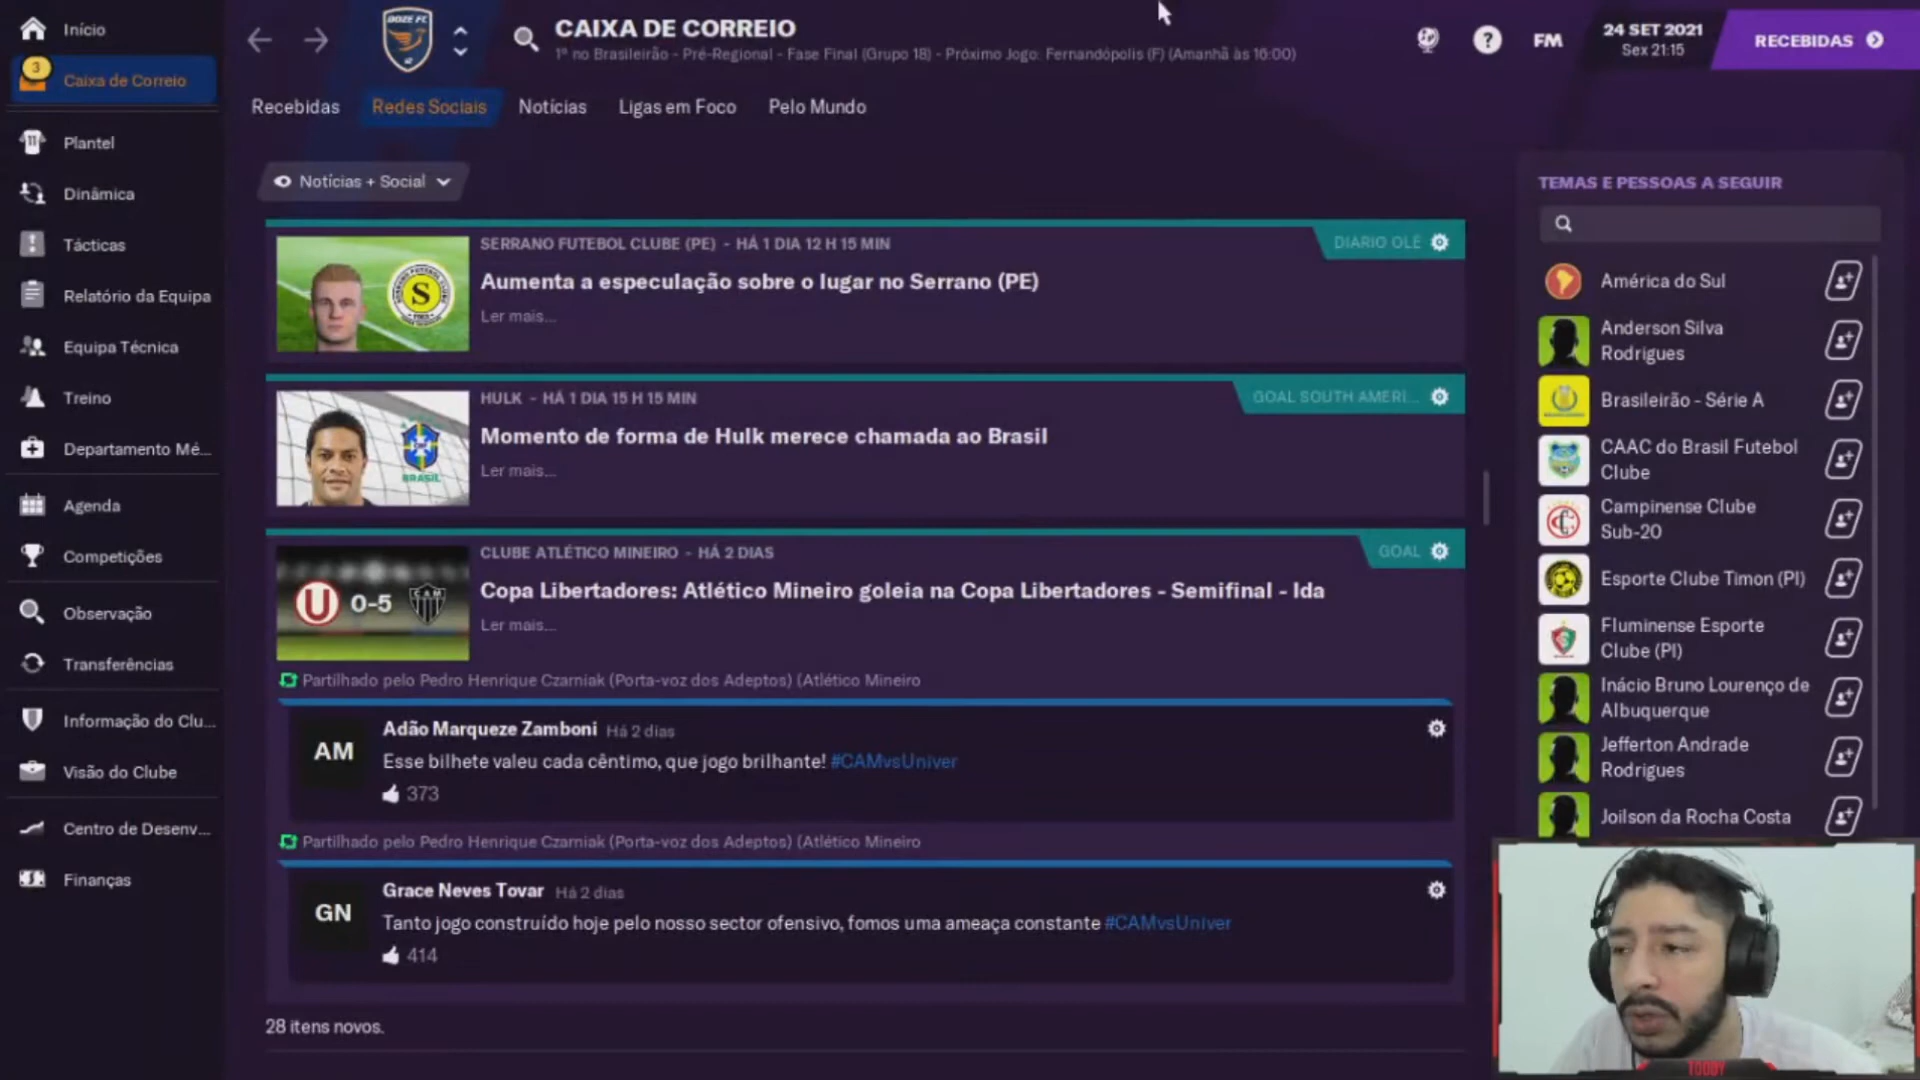 Início
3
Caixa de Correio
Plantel
Dinâmica
Tácticas
Relatório da Equipa
Equipa Técnica
Treino
Departamento Mé...
Agenda
Competições
Observação
Transferências
Informação do Clu...
Visão do Clube
Centro de Desenv...
Finanças
DOZE FC
CAIXA DE CORREIO
1º no Brasileirão - Pré-Regional - Fase Final (Grupo 18) - Próximo Jogo: Fernandópolis (F) (Amanhã às 16:00)
?
FM
24 SET 2021
Sex 21:15
RECEBIDAS
Recebidas
Redes Sociais
Notícias
Ligas em Foco
Pelo Mundo
Notícias + Social
SERRANO FUTEBOL CLUBE (PE) - HÁ 1 DIA 12 H 15 MIN
DIARIO OLE
Aumenta a especulação sobre o lugar no Serrano (PE)
Ler mais...
S
HULK - HÁ 1 DIA 15 H 15 MIN
GOAL SOUTH AMERI...
Momento de forma de Hulk merece chamada ao Brasil
Ler mais...
BRASIL
CLUBE ATLÉTICO MINEIRO - HÁ 2 DIAS
GOAL
Copa Libertadores: Atlético Mineiro goleia na Copa Libertadores - Semifinal - Ida
Ler mais...
U 0-5 CAM
Partilhado pelo Pedro Henrique Czarniak (Porta-voz dos Adeptos) (Atlético Mineiro
AM
Adão Marqueze Zamboni Há 2 dias
Esse bilhete valeu cada cêntimo, que jogo brilhante! #CAMvsUniver
373
Partilhado pelo Pedro Henrique Czarniak (Porta-voz dos Adeptos) (Atlético Mineiro
GN
Grace Neves Tovar Há 2 dias
Tanto jogo construído hoje pelo nosso sector ofensivo, fomos uma ameaça constante #CAMvsUniver
414
28 itens novos.
TEMAS E PESSOAS A SEGUIR
América do Sul
Anderson Silva
Rodrigues
Brasileirão - Série A
CAAC do Brasil Futebol
Clube
Campinense Clube
Sub-20
Esporte Clube Timon (PI)
Fluminense Esporte
Clube (PI)
Inácio Bruno Lourenço de
Albuquerque
Jefferton Andrade
Rodrigues
Joilson da Rocha Costa
TODDY